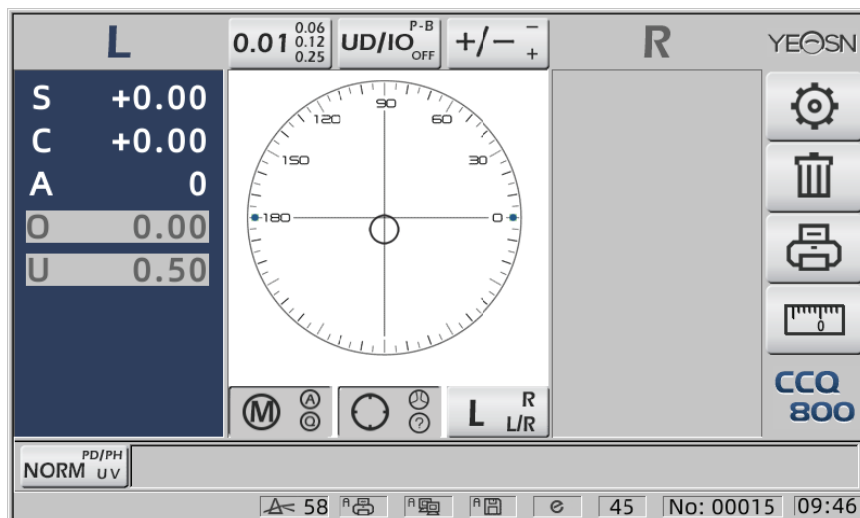 L
0.01 0.06 0.12 0.25
UD/IO P-B OFF
+/− − +
R
YEOSN
S +0.00
C +0.00
A 0
O 0.00
U 0.50
90
120 60
150 30
180 0
0
M A Q
?
L R L/R
CCQ
800
NORM PD/PH UV
58 A A A e 45 No: 00015 09:46